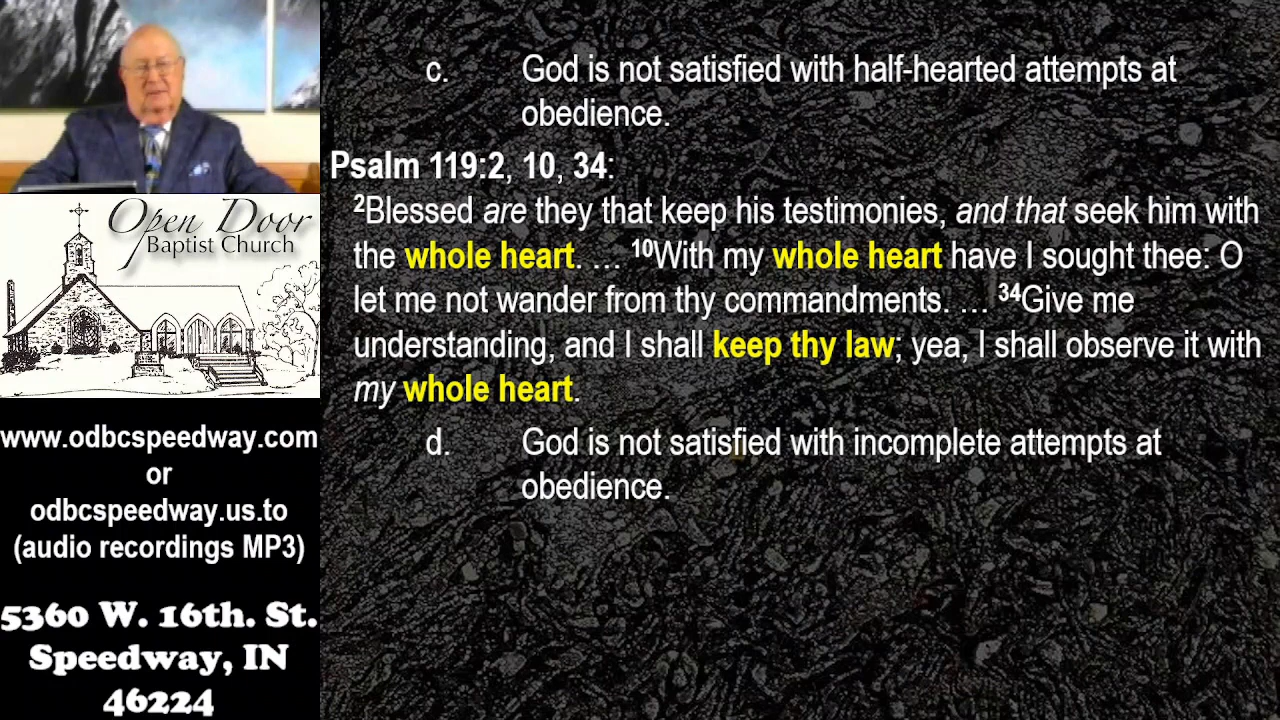 c. God is not satisfied with half-hearted attempts at
obedience.
Psalm 119:2, 10, 34:
²Blessed are they that keep his testimonies, and that seek him with
the whole heart. … ¹⁰With my whole heart have I sought thee: O
let me not wander from thy commandments. … ³⁴Give me
understanding, and I shall keep thy law; yea, I shall observe it with
my whole heart.
d. God is not satisfied with incomplete attempts at
obedience.
Open Door
Baptist Church
www.odbcspeedway.com
or
odbcspeedway.us.to
(audio recordings MP3)
5360 W. 16th. St.
Speedway, IN
46224